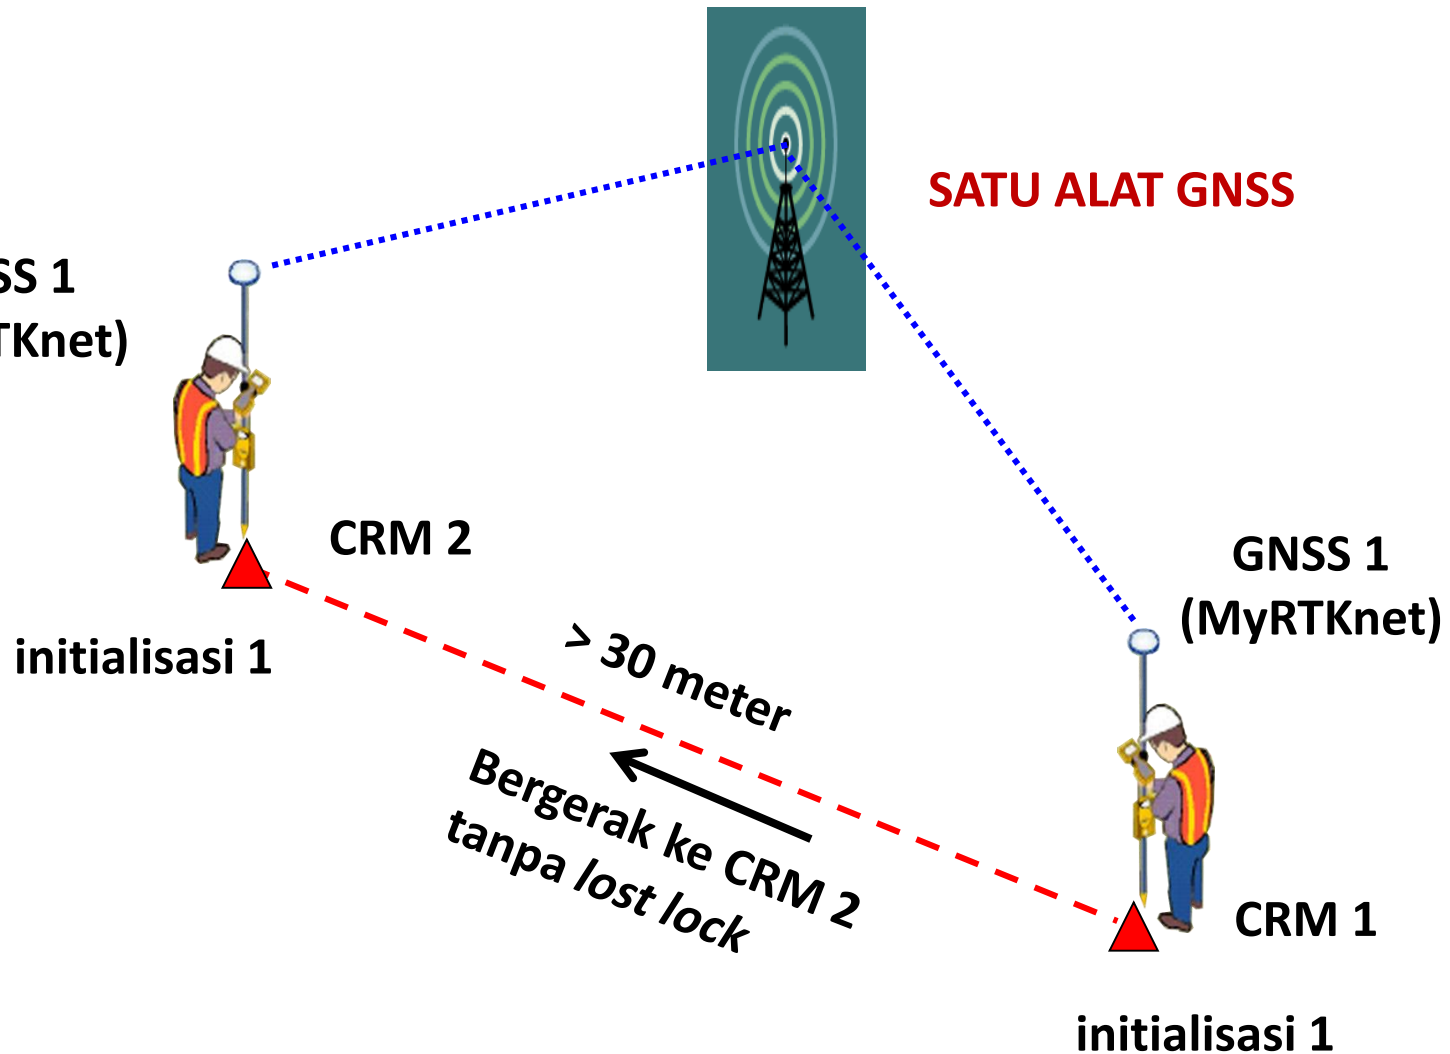 SATU ALAT GNSS
SS 1
TKnet)
CRM 2
initialisasi 1
> 30 meter
Bergerak ke CRM 2
tanpa lost lock
GNSS 1
(MyRTKnet)
CRM 1
initialisasi 1